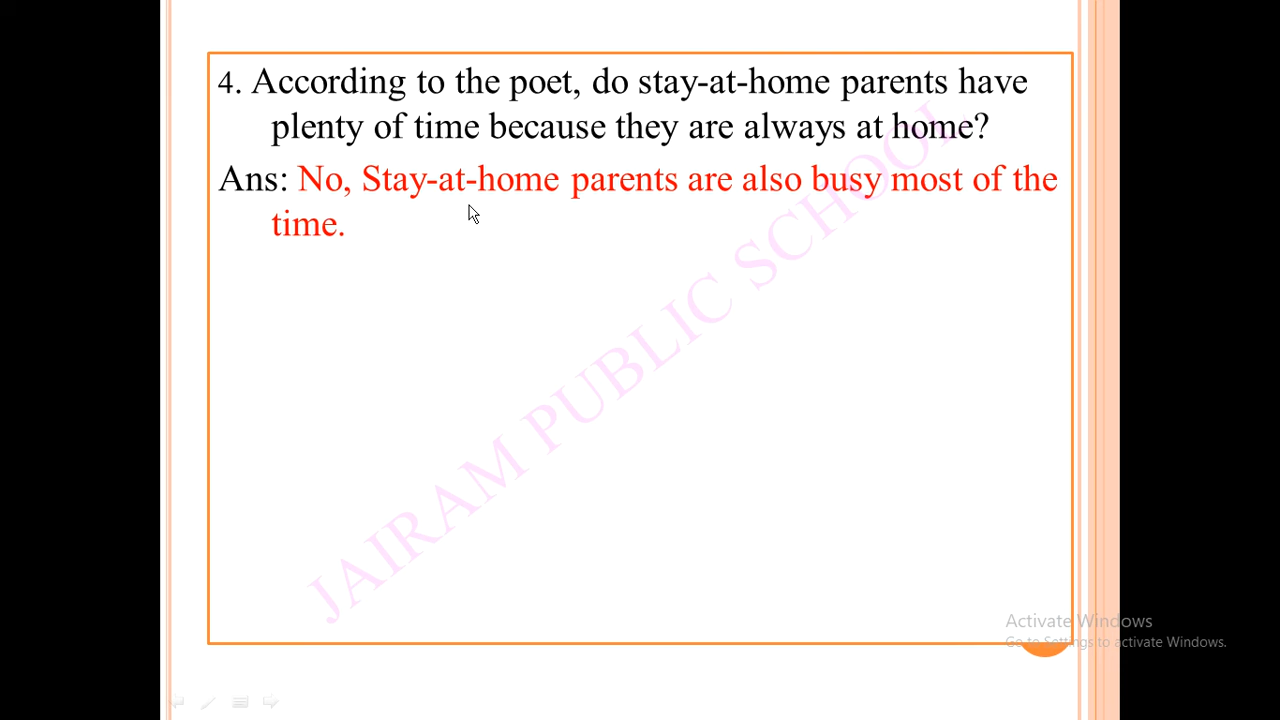 4. According to the poet, do stay-at-home parents have
plenty of time because they are always at home?
Ans: No, Stay-at-home parents are also busy most of the
time.
JAIRAM PUBLIC SCHOOL
Activate Windows
Go to Settings to activate Windows.